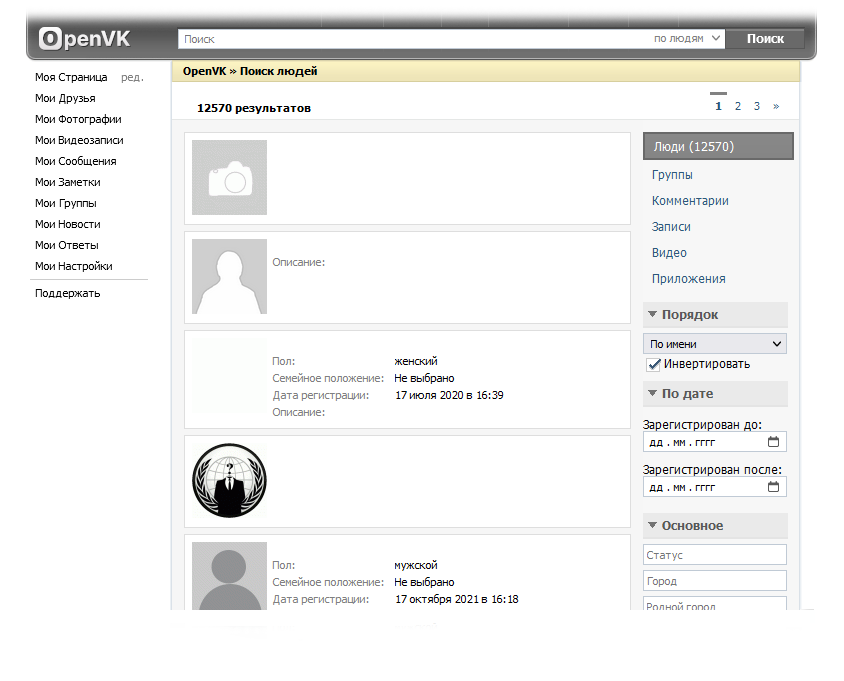 OpenVK
Поиск
по людям
Поиск
Моя Страница ред.
Мои Друзья
Мои Фотографии
Мои Видеозаписи
Мои Сообщения
Мои Заметки
Мои Группы
Мои Новости
Мои Ответы
Мои Настройки
Поддержать
OpenVK » Поиск людей
12570 результатов
1 2 3 »
Описание:
Пол: женский
Семейное положение: Не выбрано
Дата регистрации: 17 июля 2020 в 16:39
Описание:
?
Пол: мужской
Семейное положение: Не выбрано
Дата регистрации: 17 октября 2021 в 16:18
Люди (12570)
Группы
Комментарии
Записи
Видео
Приложения
Порядок
По имени
Инвертировать
По дате
Зарегистрирован до:
дд.мм.гггг
Зарегистрирован после:
дд.мм.гггг
Основное
Статус
Город
Родной город